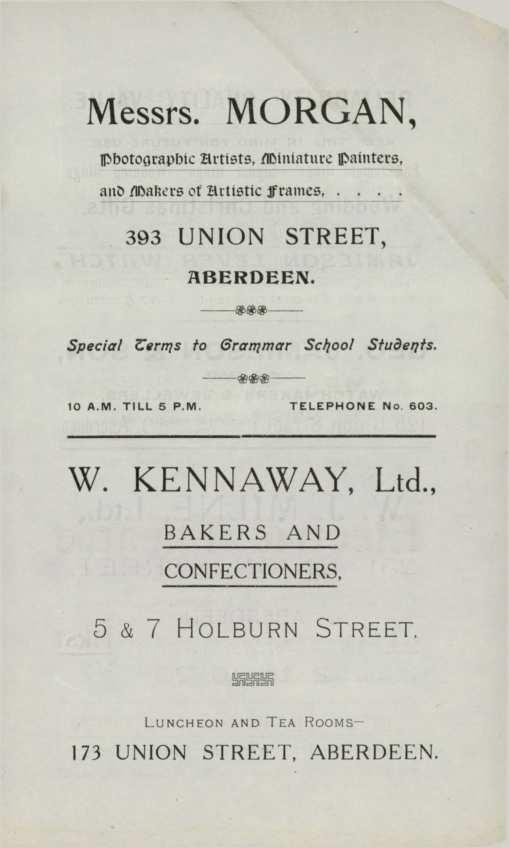 Messrs. MORGAN,
Photographic Artists, Miniature Painters,
and Makers of Artistic Frames, . . . .
393 UNION STREET,
ABERDEEN.
Special Terms to Grammar School Students.
10 A.M. TILL 5 P.M. TELEPHONE No. 603.
W. KENNAWAY, Ltd.,
BAKERS AND
CONFECTIONERS,
5 & 7 HOLBURN STREET.
LUNCHEON AND TEA ROOMS—
173 UNION STREET, ABERDEEN.